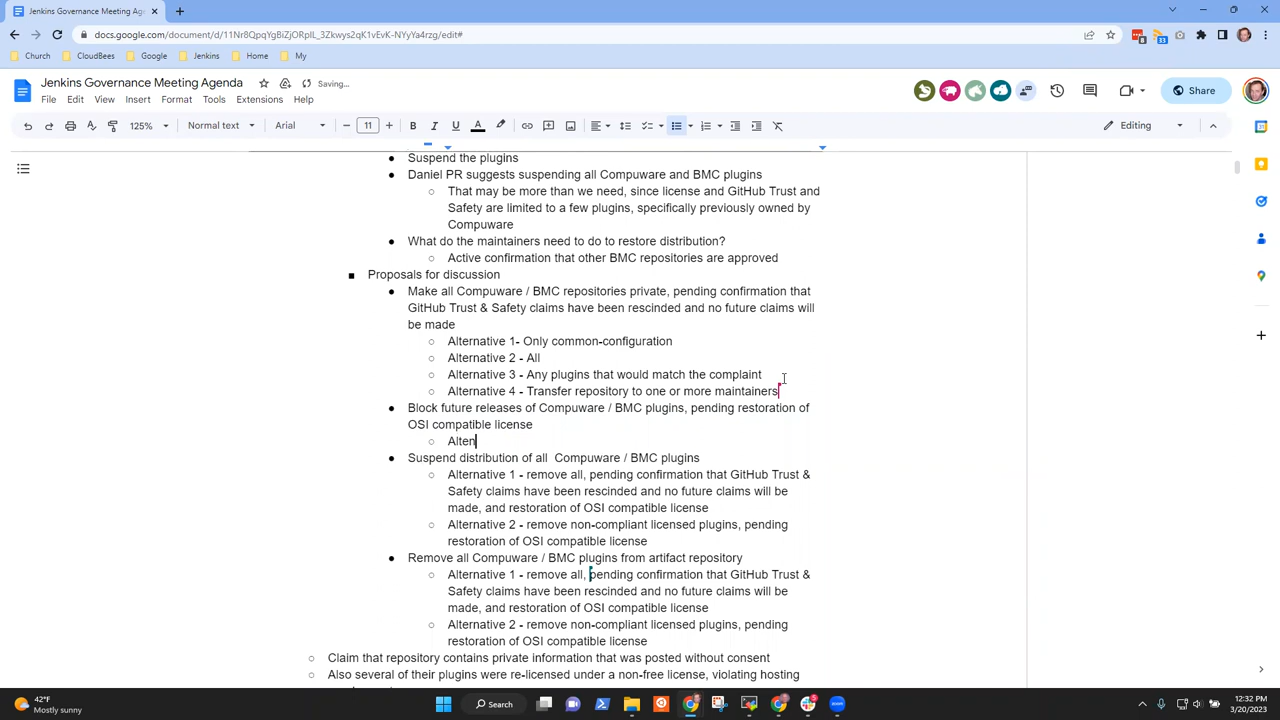 Jenkins Governance Meeting Agen
docs.google.com/document/d/11Nr8QpqYgBiZjORpIL_3Zkwys2qK1vEvK-NYyYa4rzg/edit#
Church
CloudBees
Google
Jenkins
Home
My
Jenkins Governance Meeting Agenda
Saving...
File Edit View Insert Format Tools Extensions Help
Share
125% Normal text Arial 11 B I U A Editing
Suspend the plugins
Daniel PR suggests suspending all Compuware and BMC plugins
That may be more than we need, since license and GitHub Trust and
Safety are limited to a few plugins, specifically previously owned by
Compuware
What do the maintainers need to do to restore distribution?
Active confirmation that other BMC repositories are approved
Proposals for discussion
Make all Compuware / BMC repositories private, pending confirmation that
GitHub Trust & Safety claims have been rescinded and no future claims will
be made
Alternative 1- Only common-configuration
Alternative 2 - All
Alternative 3 - Any plugins that would match the complaint
Alternative 4 - Transfer repository to one or more maintainers
Block future releases of Compuware / BMC plugins, pending restoration of
OSI compatible license
Alten
Suspend distribution of all Compuware / BMC plugins
Alternative 1 - remove all, pending confirmation that GitHub Trust &
Safety claims have been rescinded and no future claims will be
made, and restoration of OSI compatible license
Alternative 2 - remove non-compliant licensed plugins, pending
restoration of OSI compatible license
Remove all Compuware / BMC plugins from artifact repository
Alternative 1 - remove all, pending confirmation that GitHub Trust &
Safety claims have been rescinded and no future claims will be
made, and restoration of OSI compatible license
Alternative 2 - remove non-compliant licensed plugins, pending
restoration of OSI compatible license
Claim that repository contains private information that was posted without consent
Also several of their plugins were re-licensed under a non-free license, violating hosting
42°F
Mostly sunny
Search
12:32 PM
3/20/2023